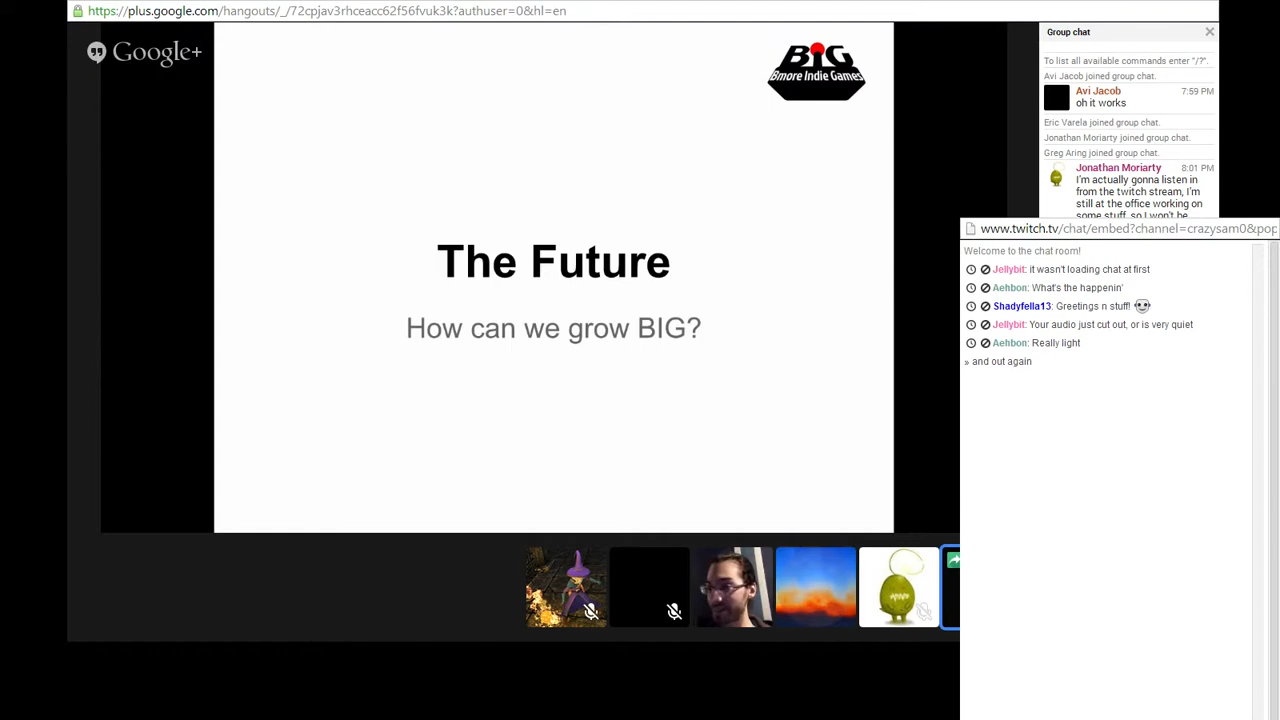 https://plus.google.com/hangouts/_/72cpjav3rhceacc62f56fvuk3k?authuser=0&hl=en
Google+
BiG
Bmore Indie Games
The Future
How can we grow BIG?
Group chat
To list all available commands enter "/?".
Avi Jacob joined group chat.
Avi Jacob 7:59 PM
oh it works
Eric Varela joined group chat.
Jonathan Moriarty joined group chat.
Greg Aring joined group chat.
Jonathan Moriarty 8:01 PM
I'm actually gonna listen in
from the twitch stream, I'm
still at the office working on
some stuff, so I won't be
www.twitch.tv/chat/embed?channel=crazysam0&pop
Welcome to the chat room!
Jellybit: it wasn't loading chat at first
Aehbon: What's the happenin'
Shadyfella13: Greetings n stuff!
Jellybit: Your audio just cut out, or is very quiet
Aehbon: Really light
» and out again